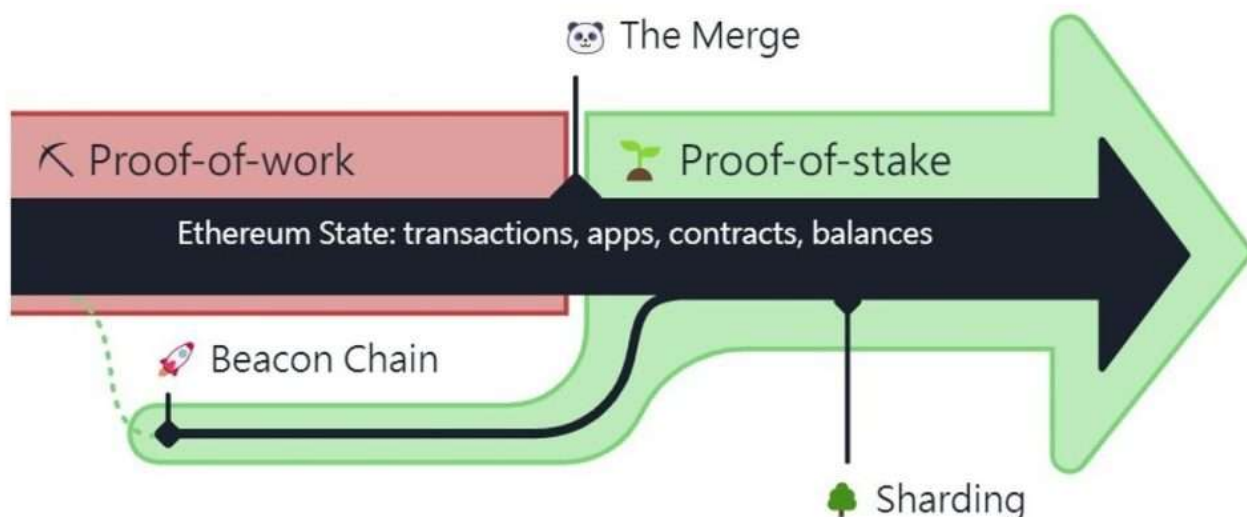 The Merge
Proof-of-work
Proof-of-stake
Ethereum State: transactions, apps, contracts, balances
Beacon Chain
Sharding